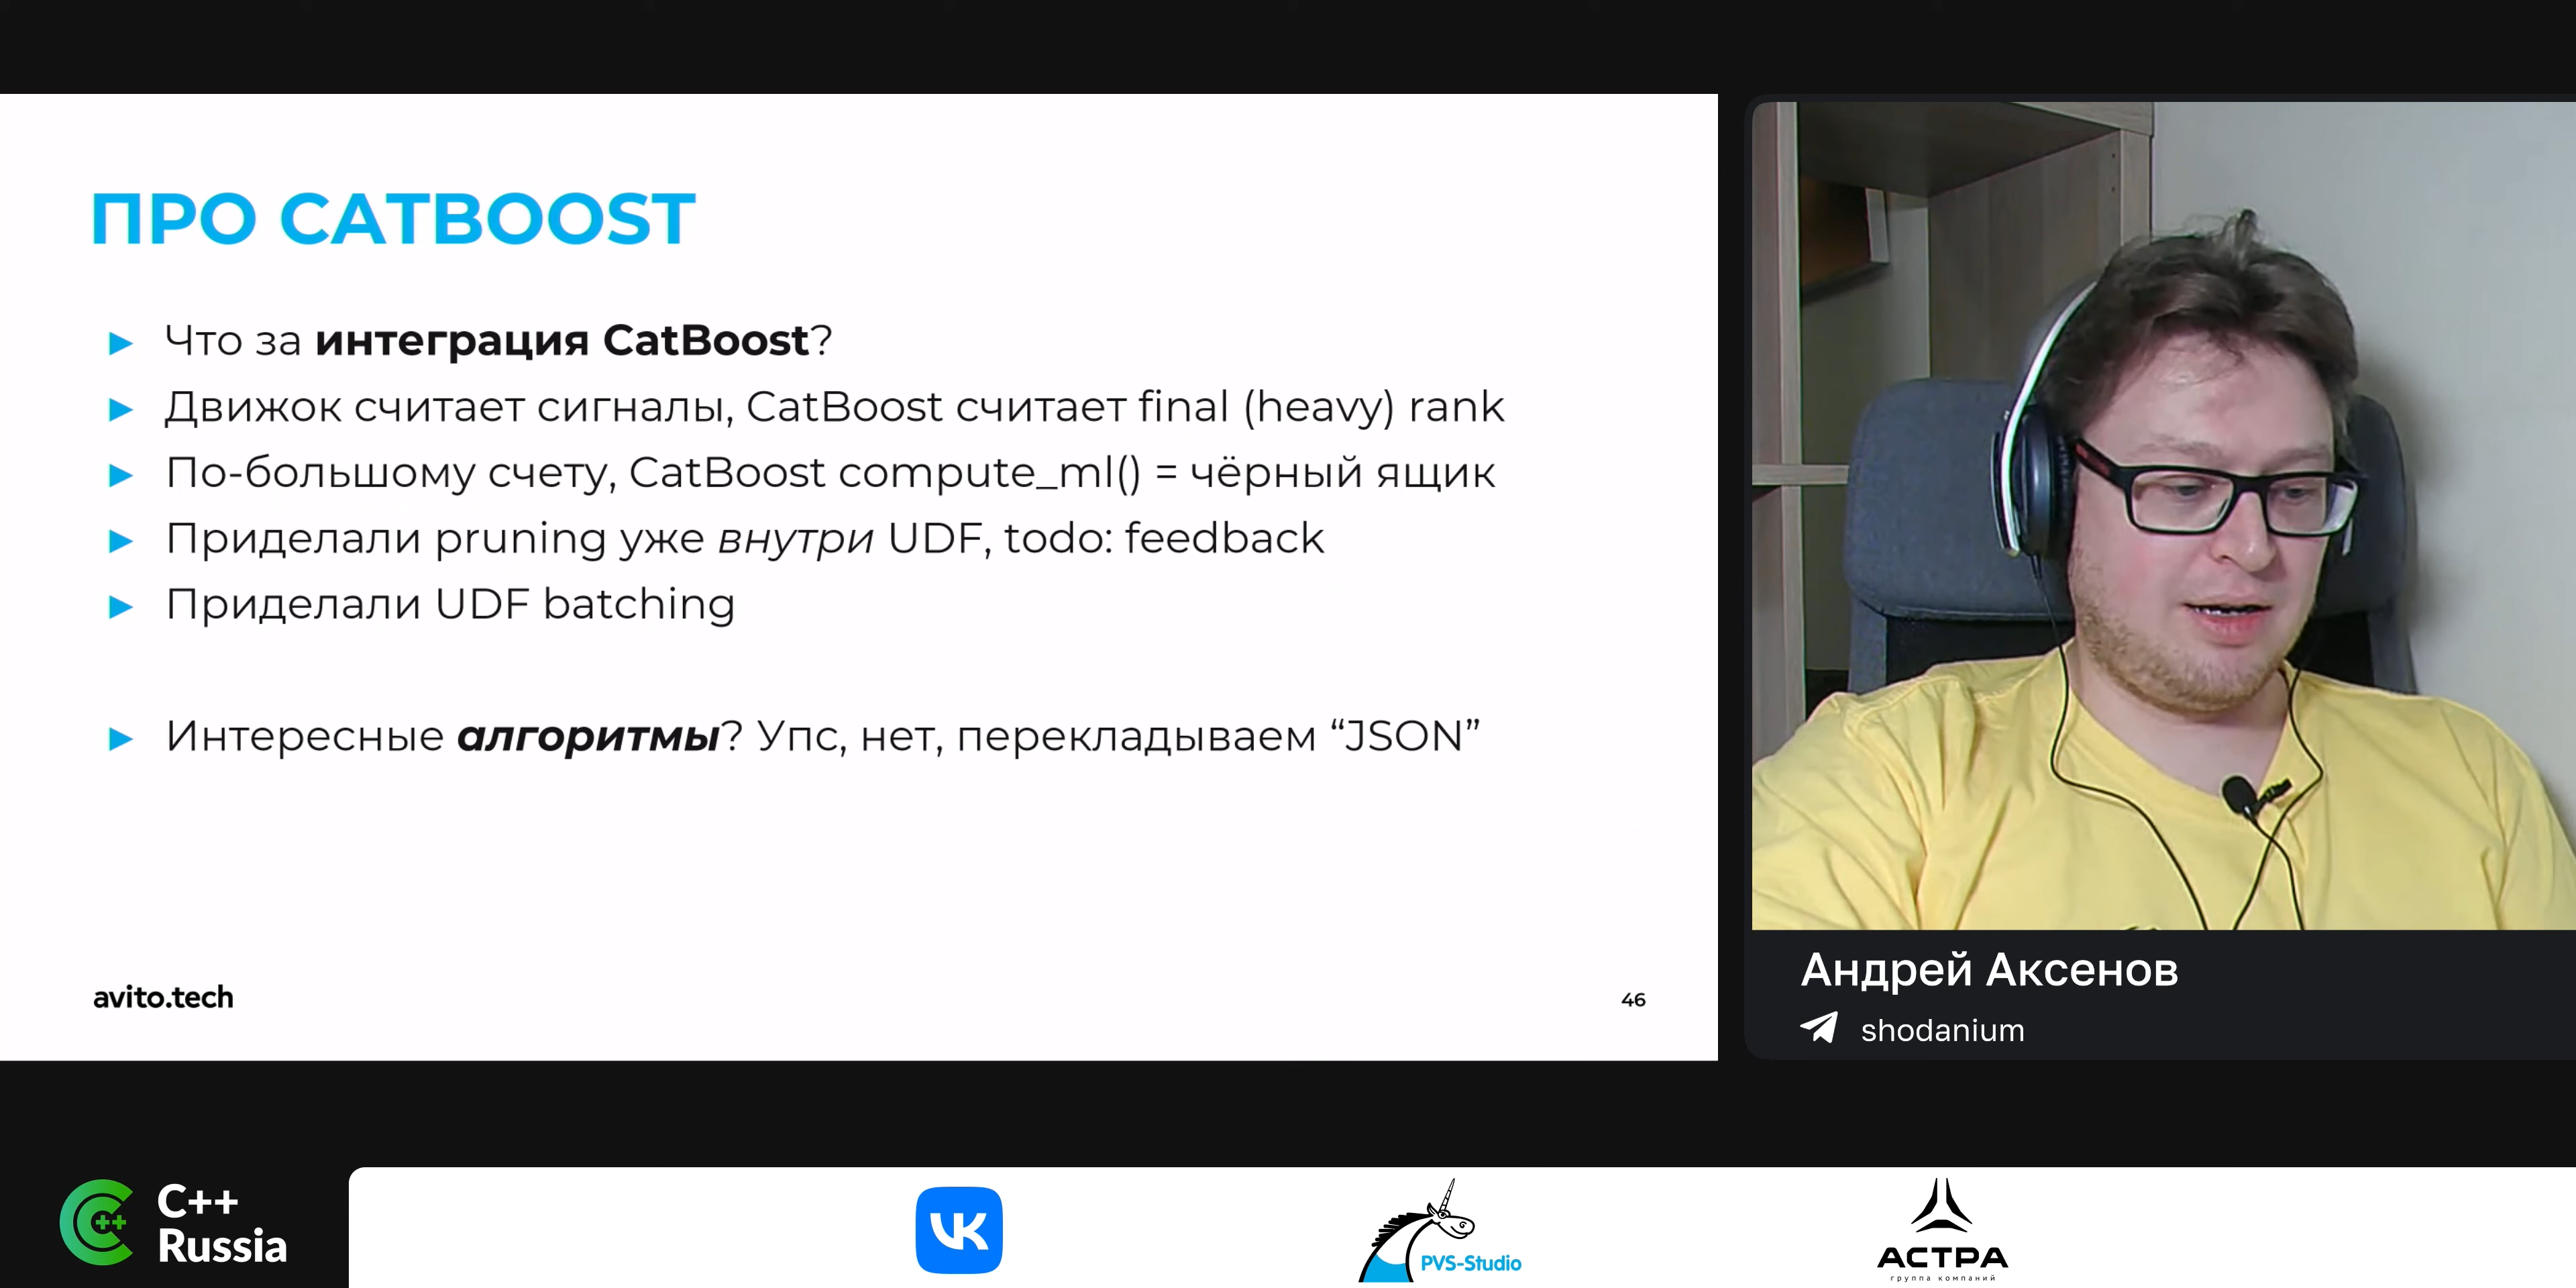 ПРО CATBOOST
Что за интеграция CatBoost?
Движок считает сигналы, CatBoost считает final (heavy) rank
По-большому счету, CatBoost compute_ml() = чёрный ящик
Приделали pruning уже внутри UDF, todo: feedback
Приделали UDF batching
Интересные алгоритмы? Упс, нет, перекладываем “JSON”
avito.tech
46
Андрей Аксенов
shodanium
C++
Russia
VK
PVS-Studio
АСТРА
группа компаний